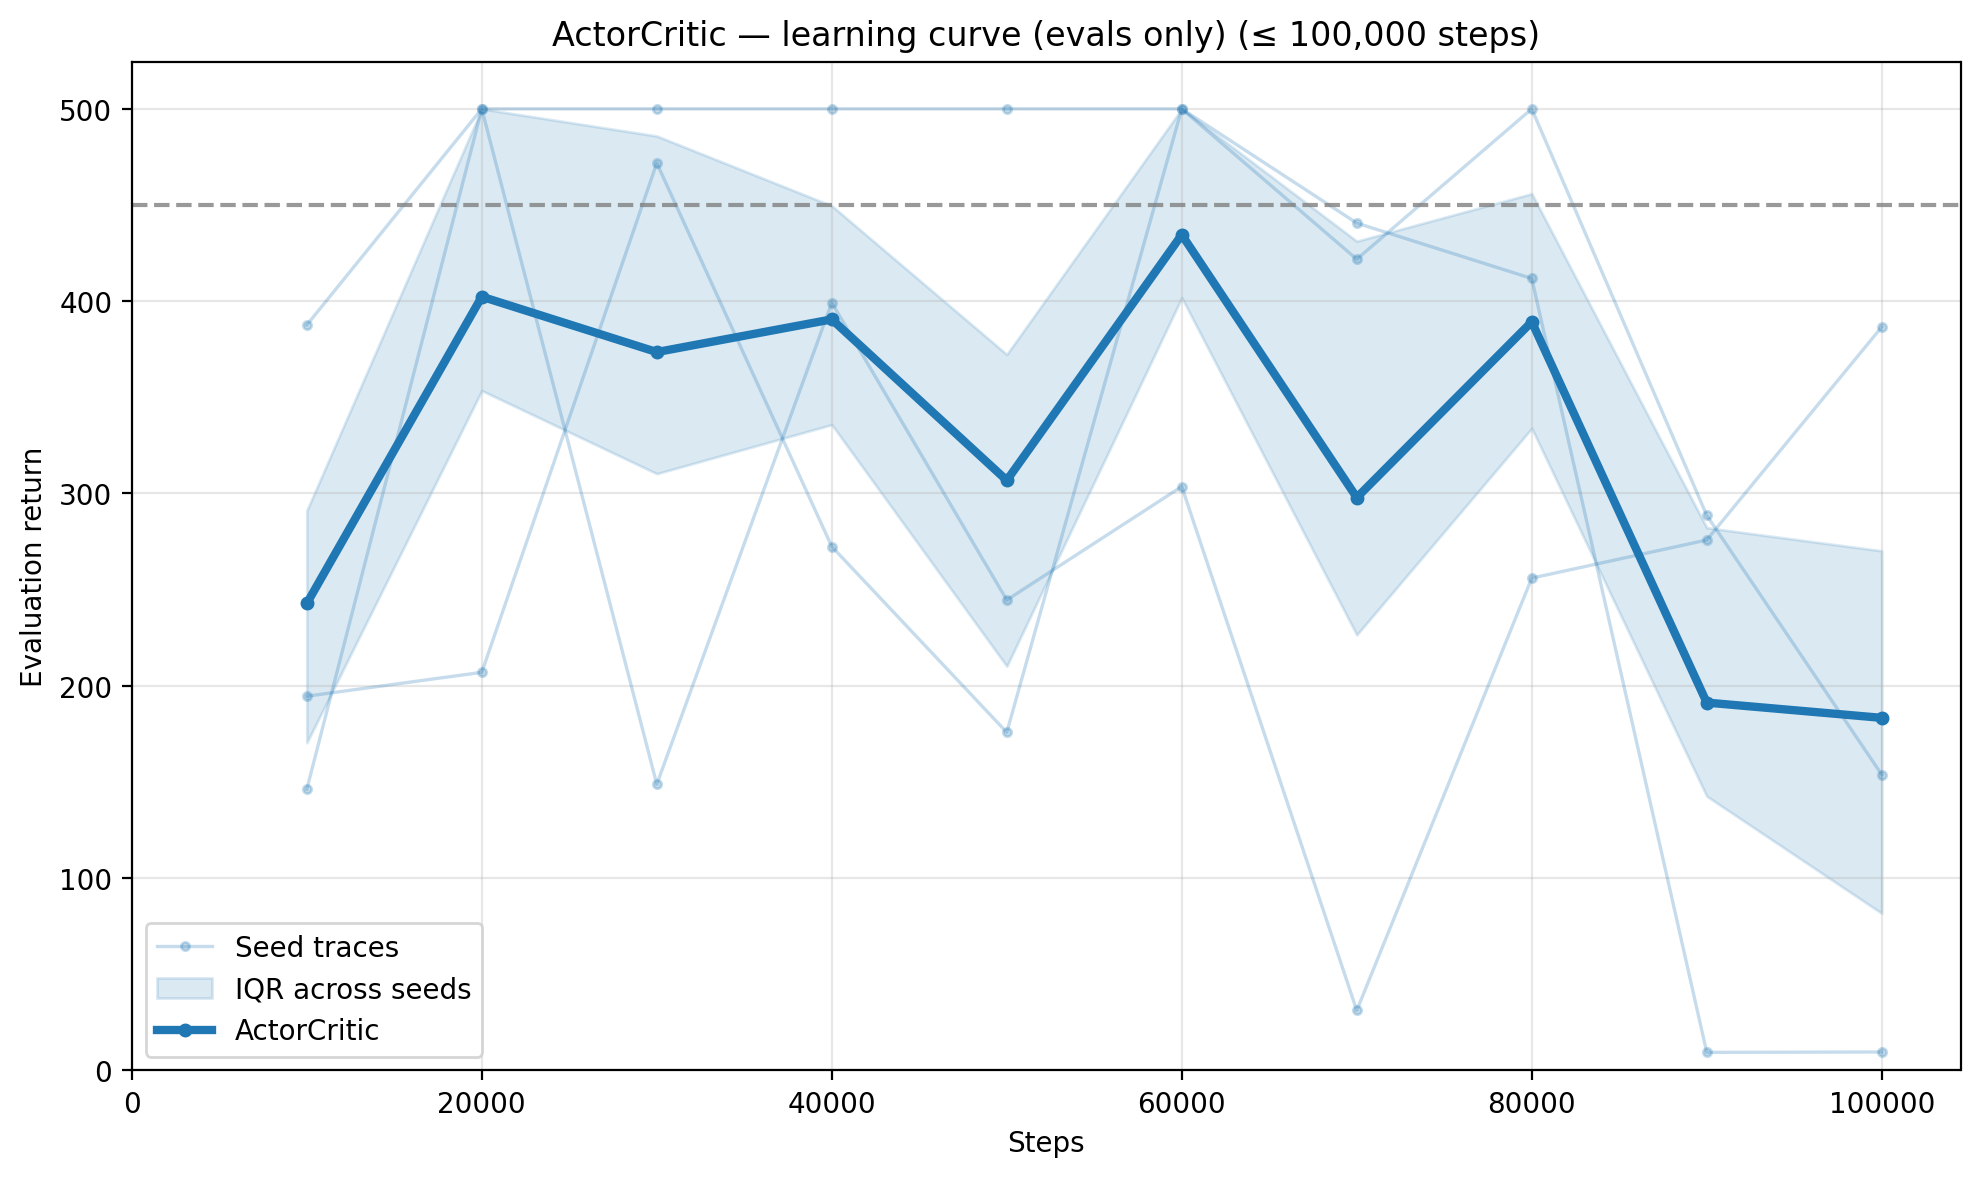 ActorCritic — learning curve (evals only) (≤ 100,000 steps)
Evaluation return
500
400
300
200
100
0
Seed traces
IQR across seeds
ActorCritic
0 20000 40000 60000 80000 100000
Steps